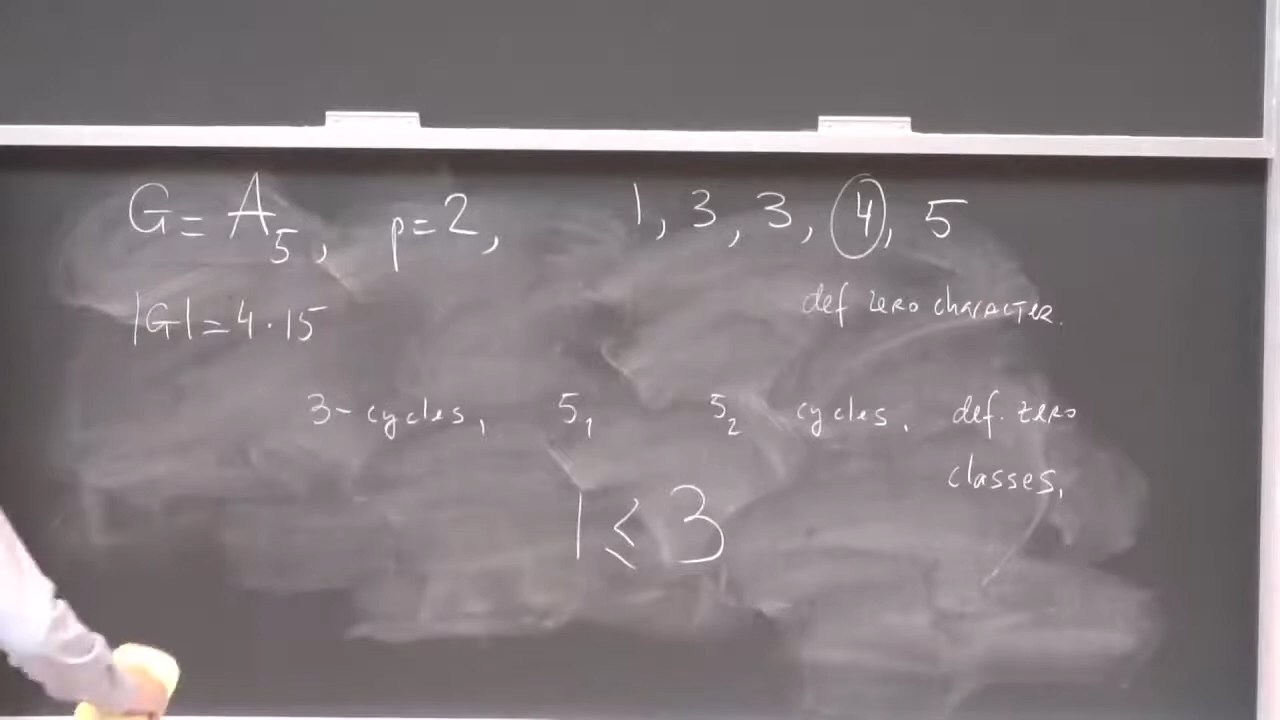 G = A₅, p=2, 1, 3, 3, 4, 5
def zero character.
|G| = 4·15
3-cycles, 5₁ 5₂ cycles. def. zero
classes.
1 ≤ 3